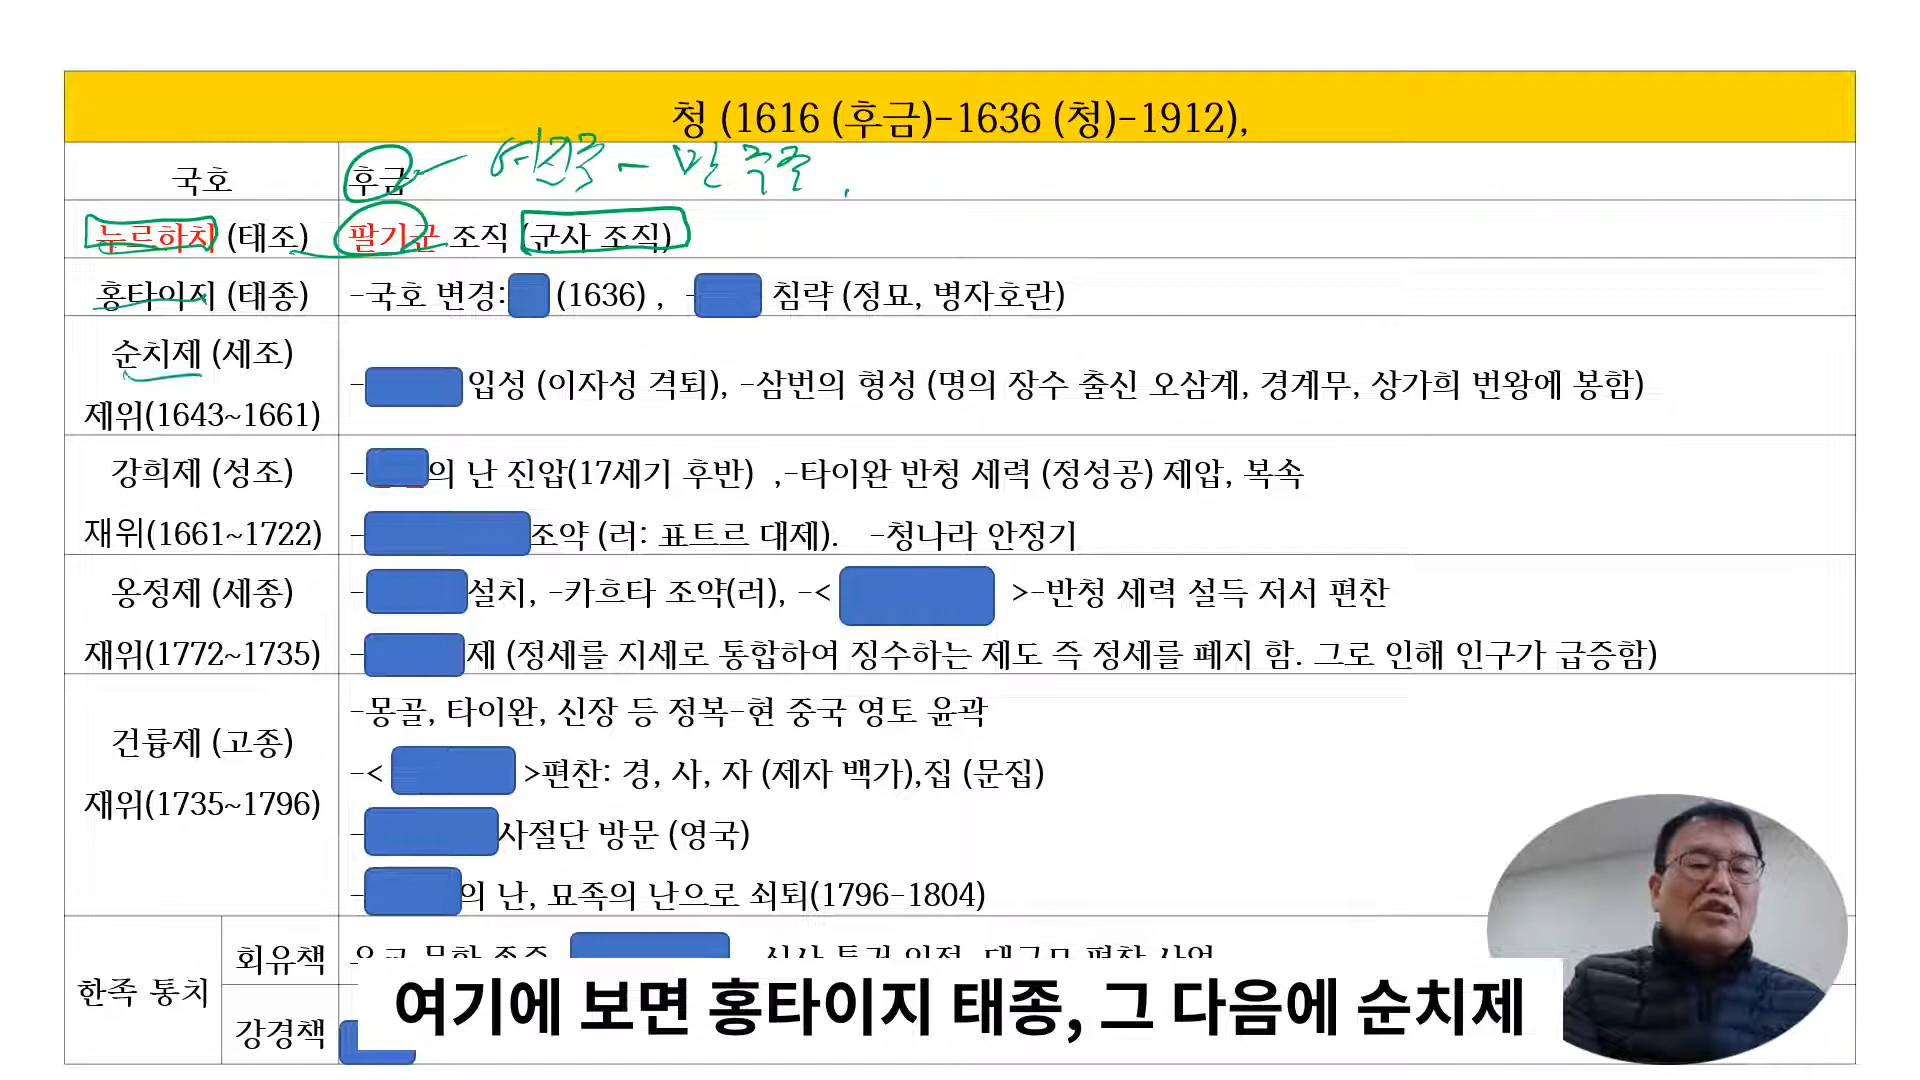 청 (1616 (후금)-1636 (청)-1912),
국호 후금 여진족 - 만주족.
누르하치 (태조) 팔기군 조직 (군사 조직)
홍타이지 (태종) -국호 변경: (1636) , - 침략 (정묘, 병자호란)
순치제 (세조)
제위(1643~1661)
- 입성 (이자성 격퇴), -삼번의 형성 (명의 장수 출신 오삼계, 경계무, 상가희 번왕에 봉함)
강희제 (성조) - 의 난 진압(17세기 후반) ,-타이완 반청 세력 (정성공) 제압, 복속
재위(1661~1722) - 조약 (러: 표트르 대제). -청나라 안정기
옹정제 (세종) - 설치, -카흐타 조약(러), -< >-반청 세력 설득 저서 편찬
재위(1772~1735) - 제 (정세를 지세로 통합하여 징수하는 제도 즉 정세를 폐지 함. 그로 인해 인구가 급증함)
건륭제 (고종)
재위(1735~1796)
-몽골, 타이완, 신장 등 정복-현 중국 영토 윤곽
-< >편찬: 경, 사, 자 (제자 백가),집 (문집)
- 사절단 방문 (영국)
- 의 난, 묘족의 난으로 쇠퇴(1796-1804)
한족 통치
회유책
강경책
여기에 보면 홍타이지 태종, 그 다음에 순치제